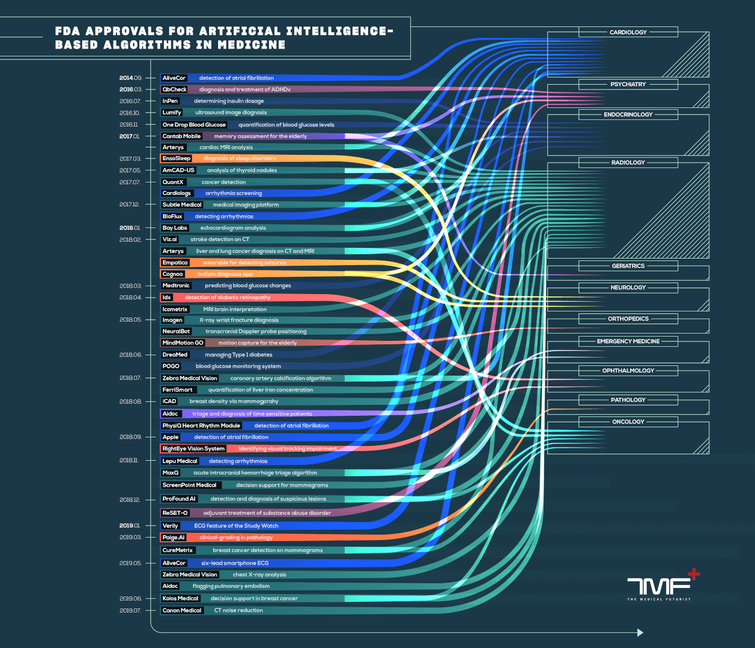 FDA APPROVALS FOR ARTIFICIAL INTELLIGENCE-
BASED ALGORITHMS IN MEDICINE
2014.09. AliveCor detection of atrial fibrillation
2016.03. QbCheck diagnosis and treatment of ADHDv
2016.07. InPen determining insulin dosage
2016.10. Lumify ultrasound image diagnosis
2016.11. One Drop Blood Glucose quantification of blood glucose levels
2017.01. Cantab Mobile memory assessment for the elderly
Arterys cardiac MRI analysis
2017.03. EnsoSleep diagnosis of sleep disorders
2017.05. AmCAD-US analysis of thyroid nodules
2017.07. QuantX cancer detection
Cardiologs arrhythmia screening
2017.12. Subtle Medical medical imaging platform
BioFlux detecting arrhythmias
2018.01. Bay Labs echocardiogram analysis
2018.02. Viz.ai stroke detection on CT
Arterys liver and lung cancer diagnosis on CT and MRI
Empatica wearable for detecting seizures
Cognoa autism diagnosis app
2018.03. Medtronic predicting blood glucose changes
2018.04. Idx detection of diabetic retinopathy
Icometrix MRI brain interpretation
2018.05. Imagen X-ray wrist fracture diagnosis
NeuralBot transcranial Doppler probe positioning
MindMotion GO motion capture for the elderly
2018.06. DreaMed managing Type 1 diabetes
POGO blood glucose monitoring system
2018.07. Zebra Medical Vision coronary artery calcification algorithm
FerriSmart quantification of liver iron concentration
2018.08. iCAD breast density via mammograhy
Aidoc triage and diagnosis of time sensitive patients
PhysiQ Heart Rhythm Module detection of atrial fibrillation
2018.09. Apple detection of atrial fibrillation
RightEye Vision System identifying visual tracking impairment
2018.11. Lepu Medical detecting arrhythmias
MaxQ acute intracranial hemorrhage triage algorithm
ScreenPoint Medical decision support for mammograms
2018.12. ProFound AI detection and diagnosis of suspicious lesions
ReSET-O adjuvant treatment of substance abuse disorder
2019.01. Verily ECG feature of the Study Watch
2019.03. Paige.AI clinical-grading in pathology
CureMetrix breast cancer detection on mammograms
2019.05. AliveCor six-lead smartphone ECG
Zebra Medical Vision chest X-ray analysis
Aidoc flagging pulmonary embolism
2019.06. Koios Medical decision support in breast cancer
2019.07. Canon Medical CT noise reduction
CARDIOLOGY
PSYCHIATRY
ENDOCRINOLOGY
RADIOLOGY
GERIATRICS
NEUROLOGY
ORTHOPEDICS
EMERGENCY MEDICINE
OPHTHALMOLOGY
PATHOLOGY
ONCOLOGY
TMF
THE MEDICAL FUTURIST